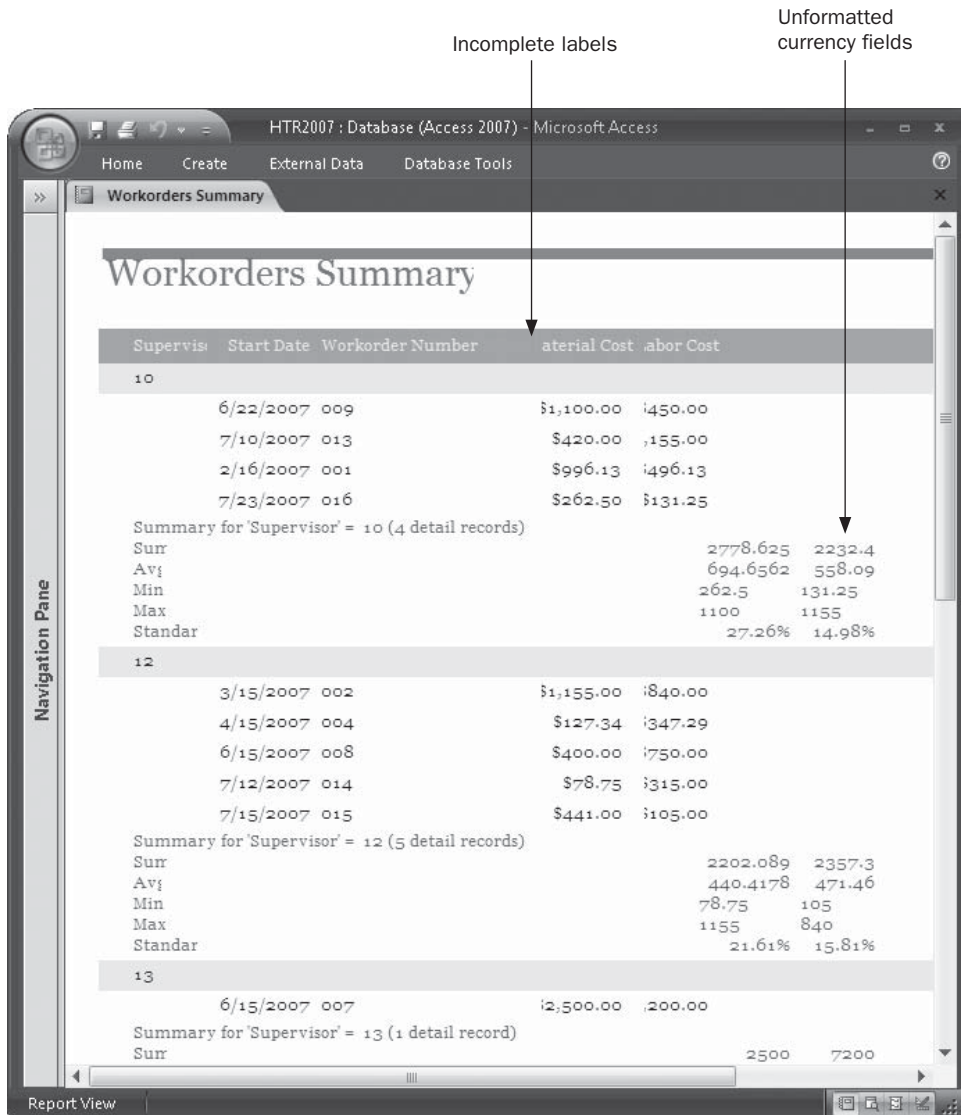 Unformatted
currency fields
Incomplete labels
HTR2007 : Database (Access 2007) - Microsoft Access
Home Create External Data Database Tools
Workorders Summary
Navigation Pane
Workorders Summary
Supervis Start Date Workorder Number aterial Cost abor Cost
10
6/22/2007 009 $1,100.00 $450.00
7/10/2007 013 $420.00 ,155.00
2/16/2007 001 $996.13 $496.13
7/23/2007 016 $262.50 $131.25
Summary for 'Supervisor' = 10 (4 detail records)
Sum 2778.625 2232.4
Avg 694.6562 558.09
Min 262.5 131.25
Max 1100 1155
Standar 27.26% 14.98%
12
3/15/2007 002 $1,155.00 $840.00
4/15/2007 004 $127.34 $347.29
6/15/2007 008 $400.00 $750.00
7/12/2007 014 $78.75 $315.00
7/15/2007 015 $441.00 $105.00
Summary for 'Supervisor' = 12 (5 detail records)
Sum 2202.089 2357.3
Avg 440.4178 471.46
Min 78.75 105
Max 1155 840
Standar 21.61% 15.81%
13
6/15/2007 007 $2,500.00 ,200.00
Summary for 'Supervisor' = 13 (1 detail record)
Sum 2500 7200
Report View